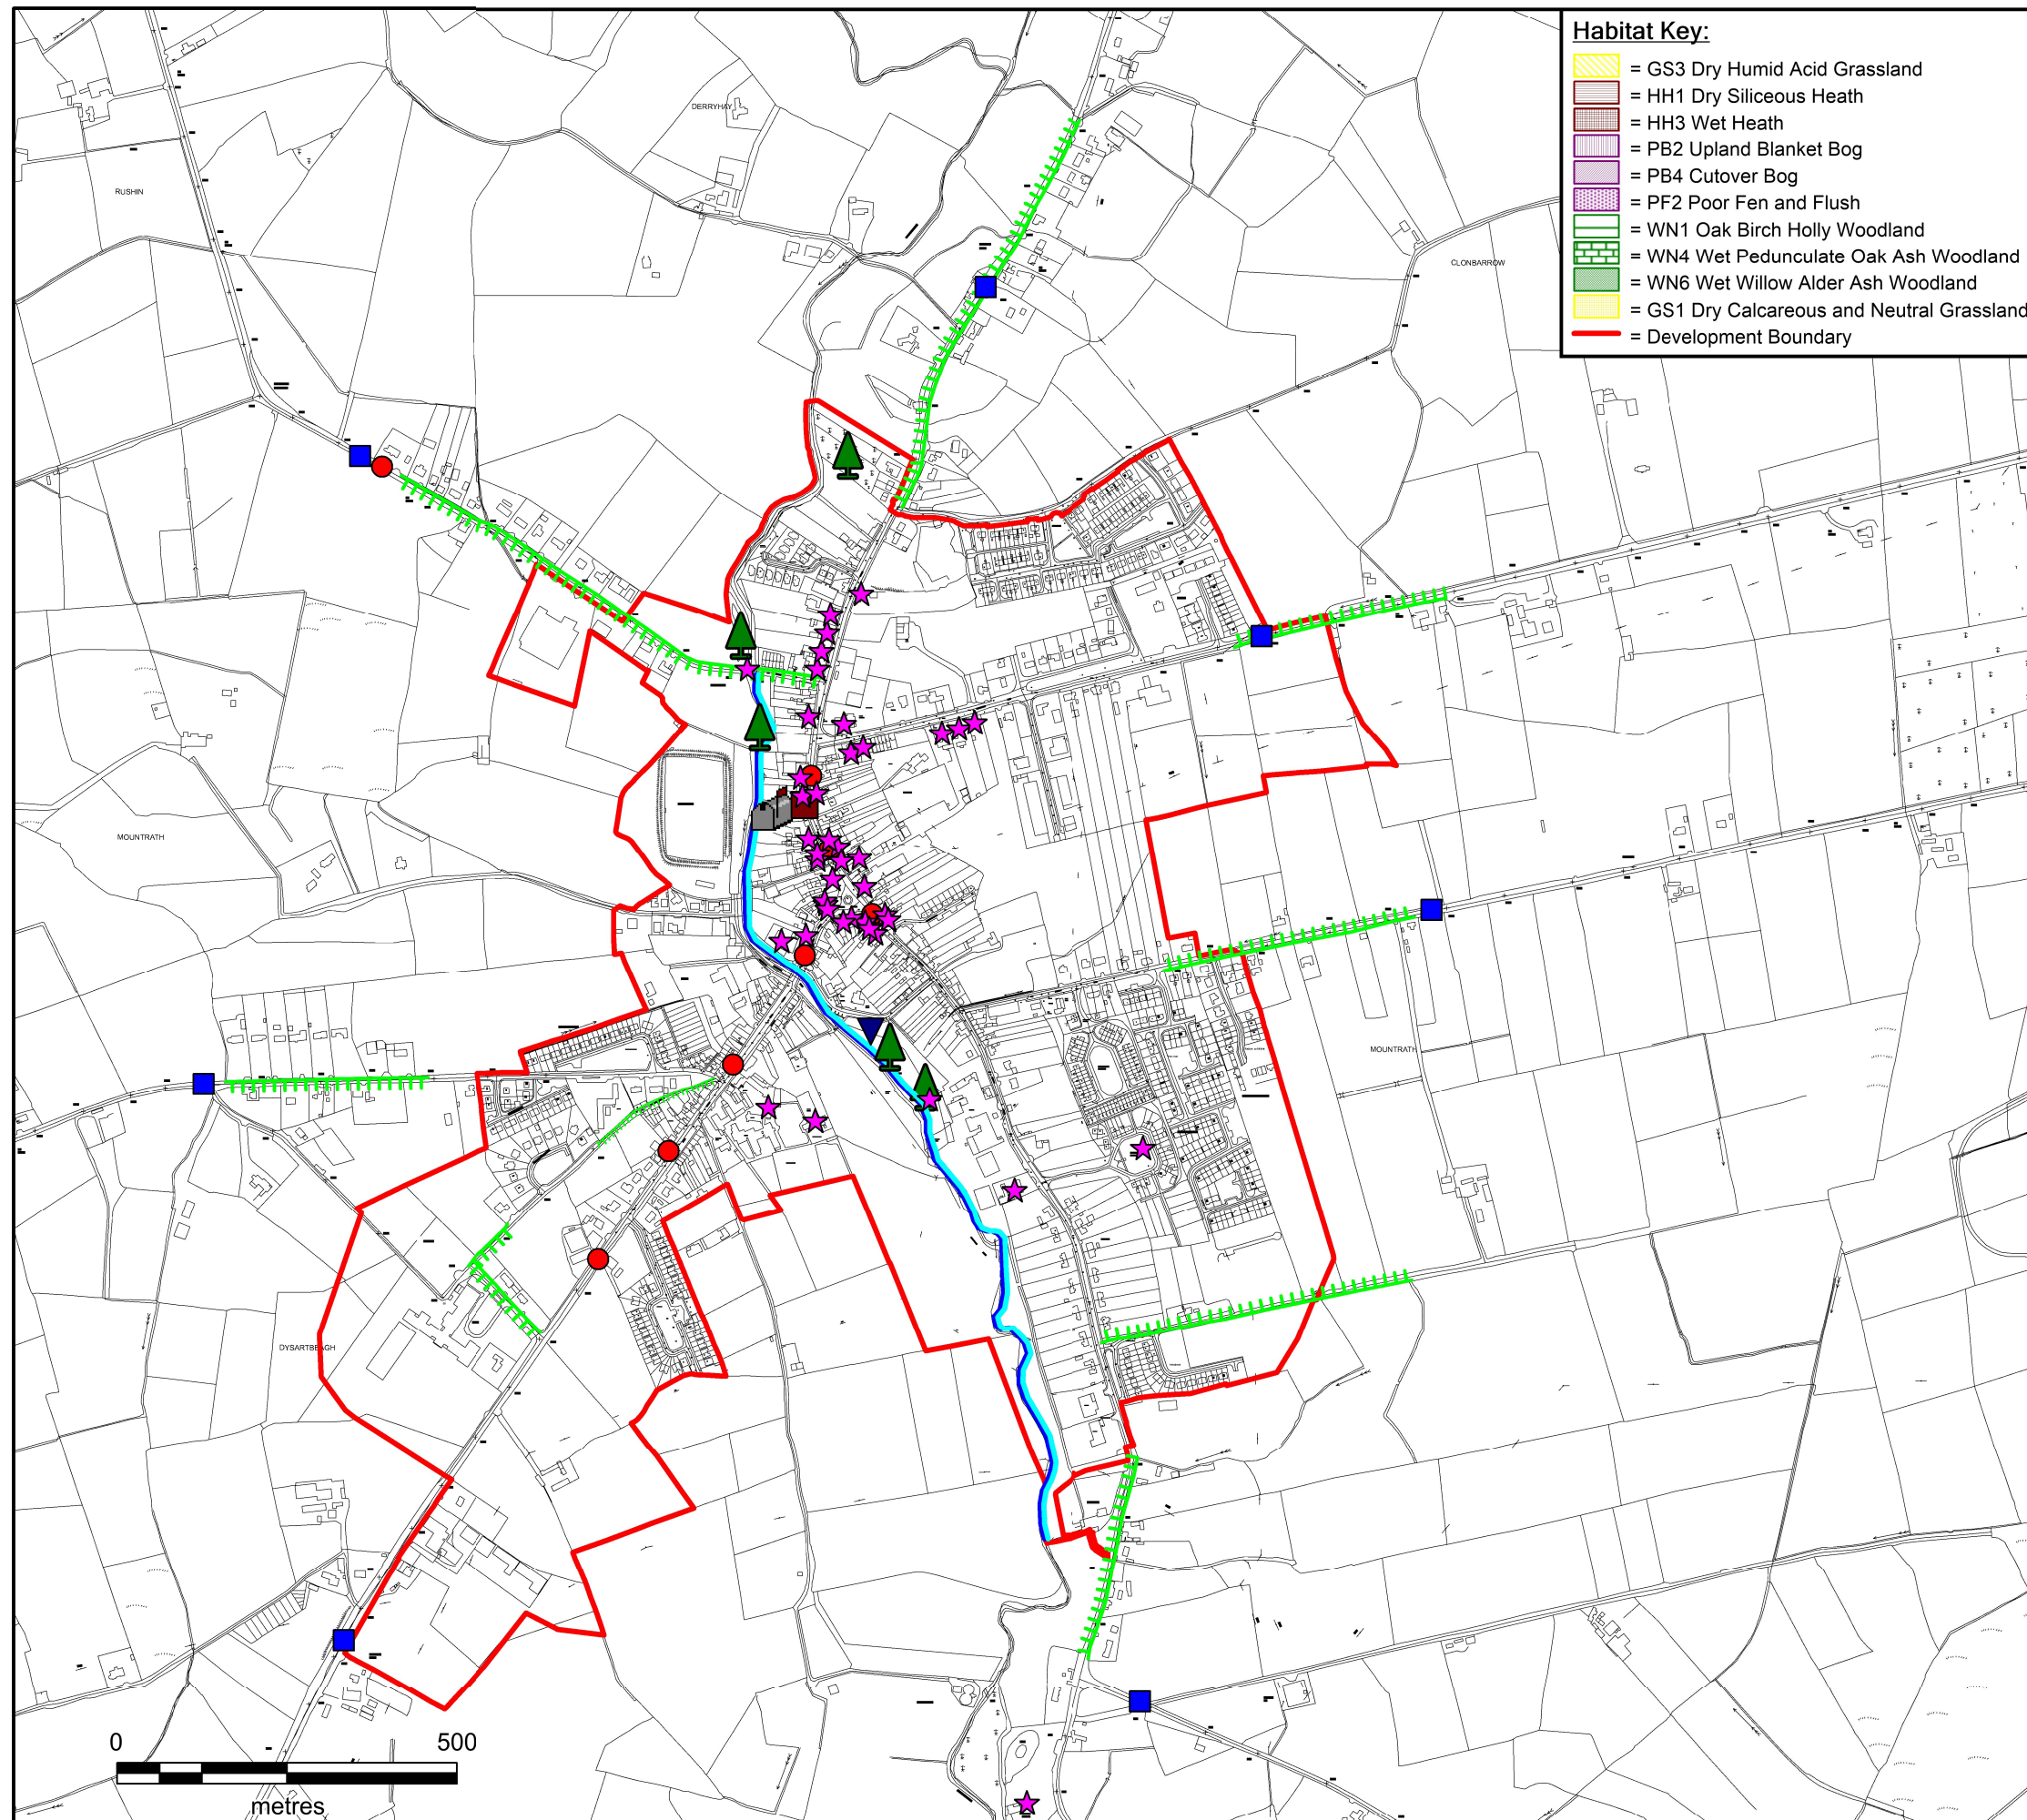 Habitat Key:
= GS3 Dry Humid Acid Grassland
= HH1 Dry Siliceous Heath
= HH3 Wet Heath
= PB2 Upland Blanket Bog
= PB4 Cutover Bog
= PF2 Poor Fen and Flush
= WN1 Oak Birch Holly Woodland
= WN4 Wet Pedunculate Oak Ash Woodland
= WN6 Wet Willow Alder Ash Woodland
= GS1 Dry Calcareous and Neutral Grassland
= Development Boundary
DERRYHAY
RUSHIN
CLONBARROW
MOUNTRATH
MOUNTRATH
DYSARTBEAGH
0 500
metres